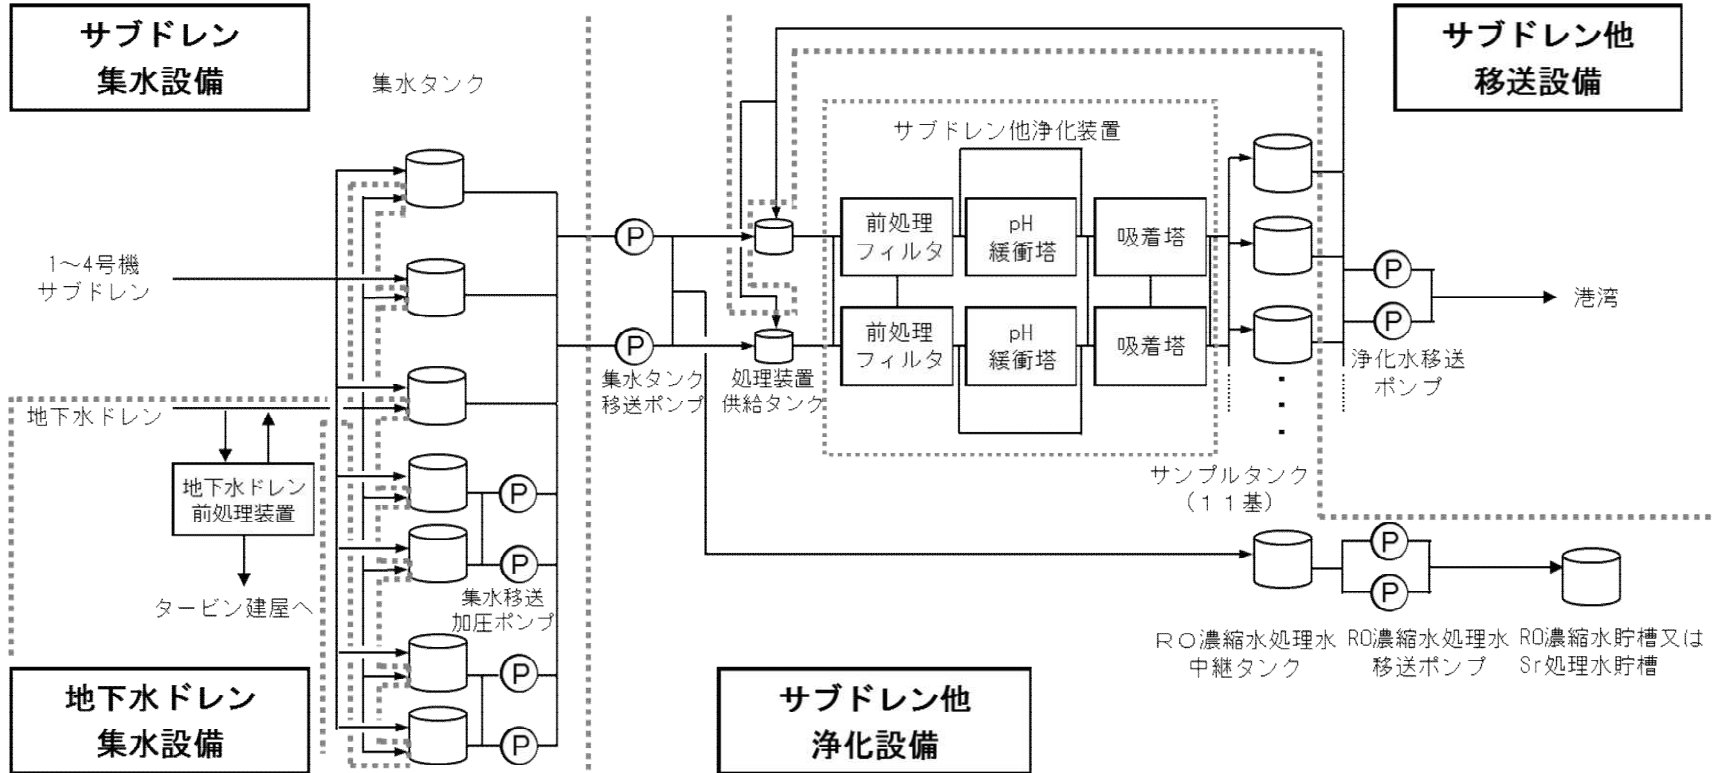 サブドレン
集水設備
集水タンク
サブドレン他
移送設備
サブドレン他浄化装置
前処理
フィルタ
pH
緩衝塔
吸着塔
P
1～4号機
サブドレン
P
港湾
P
P
前処理
フィルタ
pH
緩衝塔
吸着塔
集水タンク
移送ポンプ
処理装置
供給タンク
浄化水移送
ポンプ
地下水ドレン
地下水ドレン
前処理装置
P
サンプルタンク
（１１基）
P
P
P
集水移送
加圧ポンプ
タービン建屋へ
ＲＯ濃縮水処理水
中継タンク
RO濃縮水処理水
移送ポンプ
RO濃縮水貯槽又は
Sr処理水貯槽
P
P
地下水ドレン
集水設備
サブドレン他
浄化設備